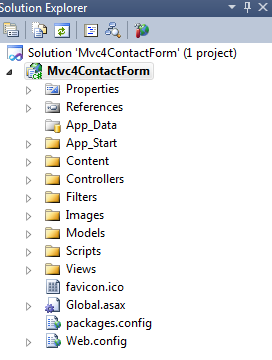 Solution Explorer
Solution 'Mvc4ContactForm' (1 project)
Mvc4ContactForm
Properties
References
App_Data
App_Start
Content
Controllers
Filters
Images
Models
Scripts
Views
favicon.ico
Global.asax
packages.config
Web.config